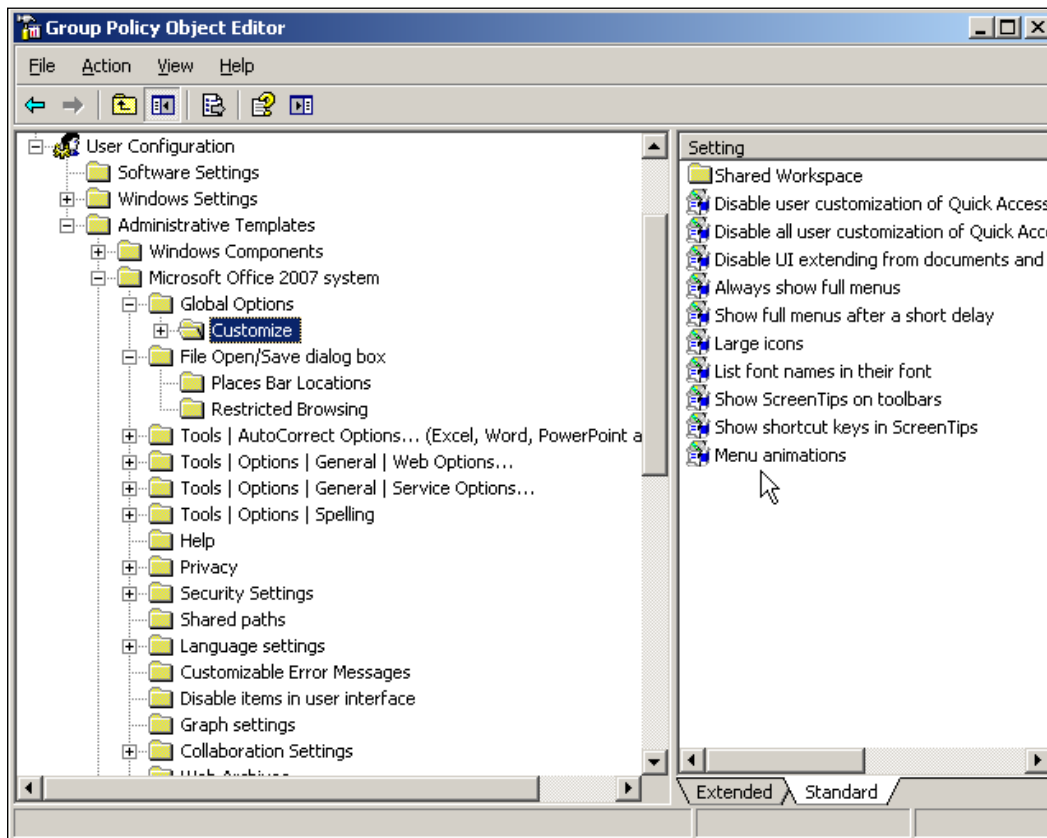 Group Policy Object Editor
File Action View Help
User Configuration
Software Settings
Windows Settings
Administrative Templates
Windows Components
Microsoft Office 2007 system
Global Options
Customize
File Open/Save dialog box
Places Bar Locations
Restricted Browsing
Tools | AutoCorrect Options... (Excel, Word, PowerPoint a
Tools | Options | General | Web Options...
Tools | Options | General | Service Options...
Tools | Options | Spelling
Help
Privacy
Security Settings
Shared paths
Language settings
Customizable Error Messages
Disable items in user interface
Graph settings
Collaboration Settings
Setting
Shared Workspace
Disable user customization of Quick Access
Disable all user customization of Quick Acc
Disable UI extending from documents and
Always show full menus
Show full menus after a short delay
Large icons
List font names in their font
Show ScreenTips on toolbars
Show shortcut keys in ScreenTips
Menu animations
Extended Standard